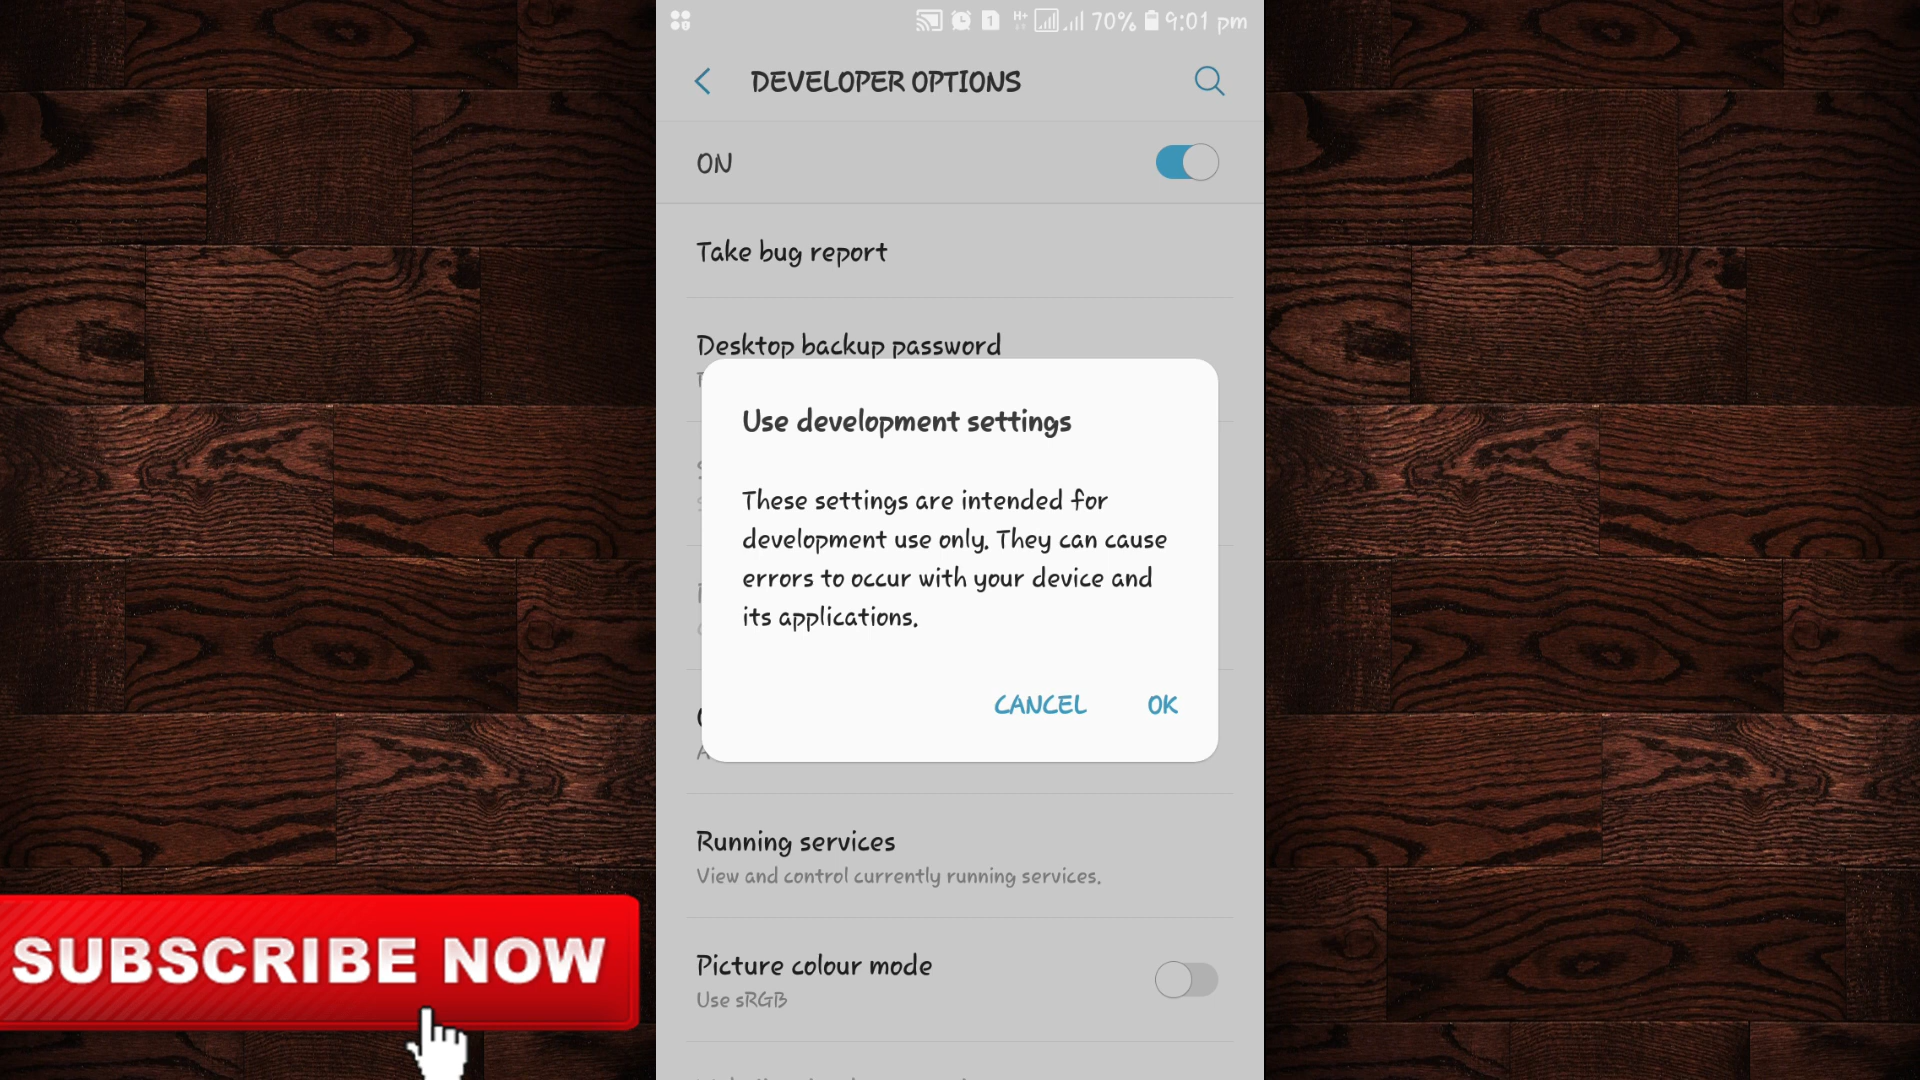 1 H+ 70% 9:01 pm
DEVELOPER OPTIONS
ON
Take bug report
Desktop backup password
Use development settings
These settings are intended for
development use only. They can cause
errors to occur with your device and
its applications.
CANCEL OK
Running services
View and control currently running services.
Picture colour mode
Use sRGB
SUBSCRIBE NOW